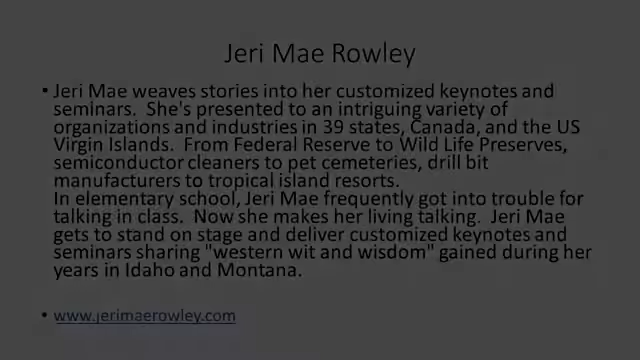 Jeri Mae Rowley
• Jeri Mae weaves stories into her customized keynotes and
seminars.  She's presented to an intriguing variety of
organizations and industries in 39 states, Canada, and the US
Virgin Islands.  From Federal Reserve to Wild Life Preserves,
semiconductor cleaners to pet cemeteries, drill bit
manufacturers to tropical island resorts.
In elementary school, Jeri Mae frequently got into trouble for
talking in class.  Now she makes her living talking.  Jeri Mae
gets to stand on stage and deliver customized keynotes and
seminars sharing "western wit and wisdom" gained during her
years in Idaho and Montana.
• www.jerimaerowley.com